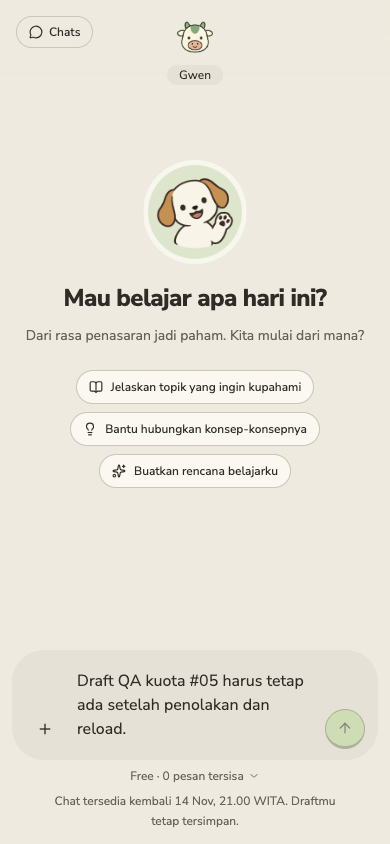 Chats
Gwen
Mau belajar apa hari ini?
Dari rasa penasaran jadi paham. Kita mulai dari mana?
Jelaskan topik yang ingin kupahami
Bantu hubungkan konsep-konsepnya
Buatkan rencana belajarku
Draft QA kuota #05 harus tetap
ada setelah penolakan dan
reload.
Free · 0 pesan tersisa
Chat tersedia kembali 14 Nov, 21.00 WITA. Draftmu
tetap tersimpan.